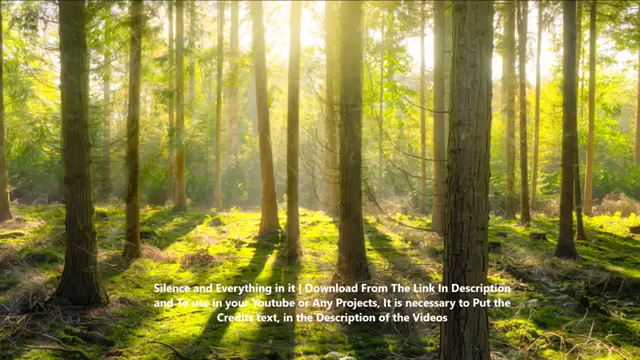 Silence and Everything in it | Download From The Link In Description
and To use in your Youtube or Any Projects, It is necessary to Put the
Credits text, in the Description of the Videos